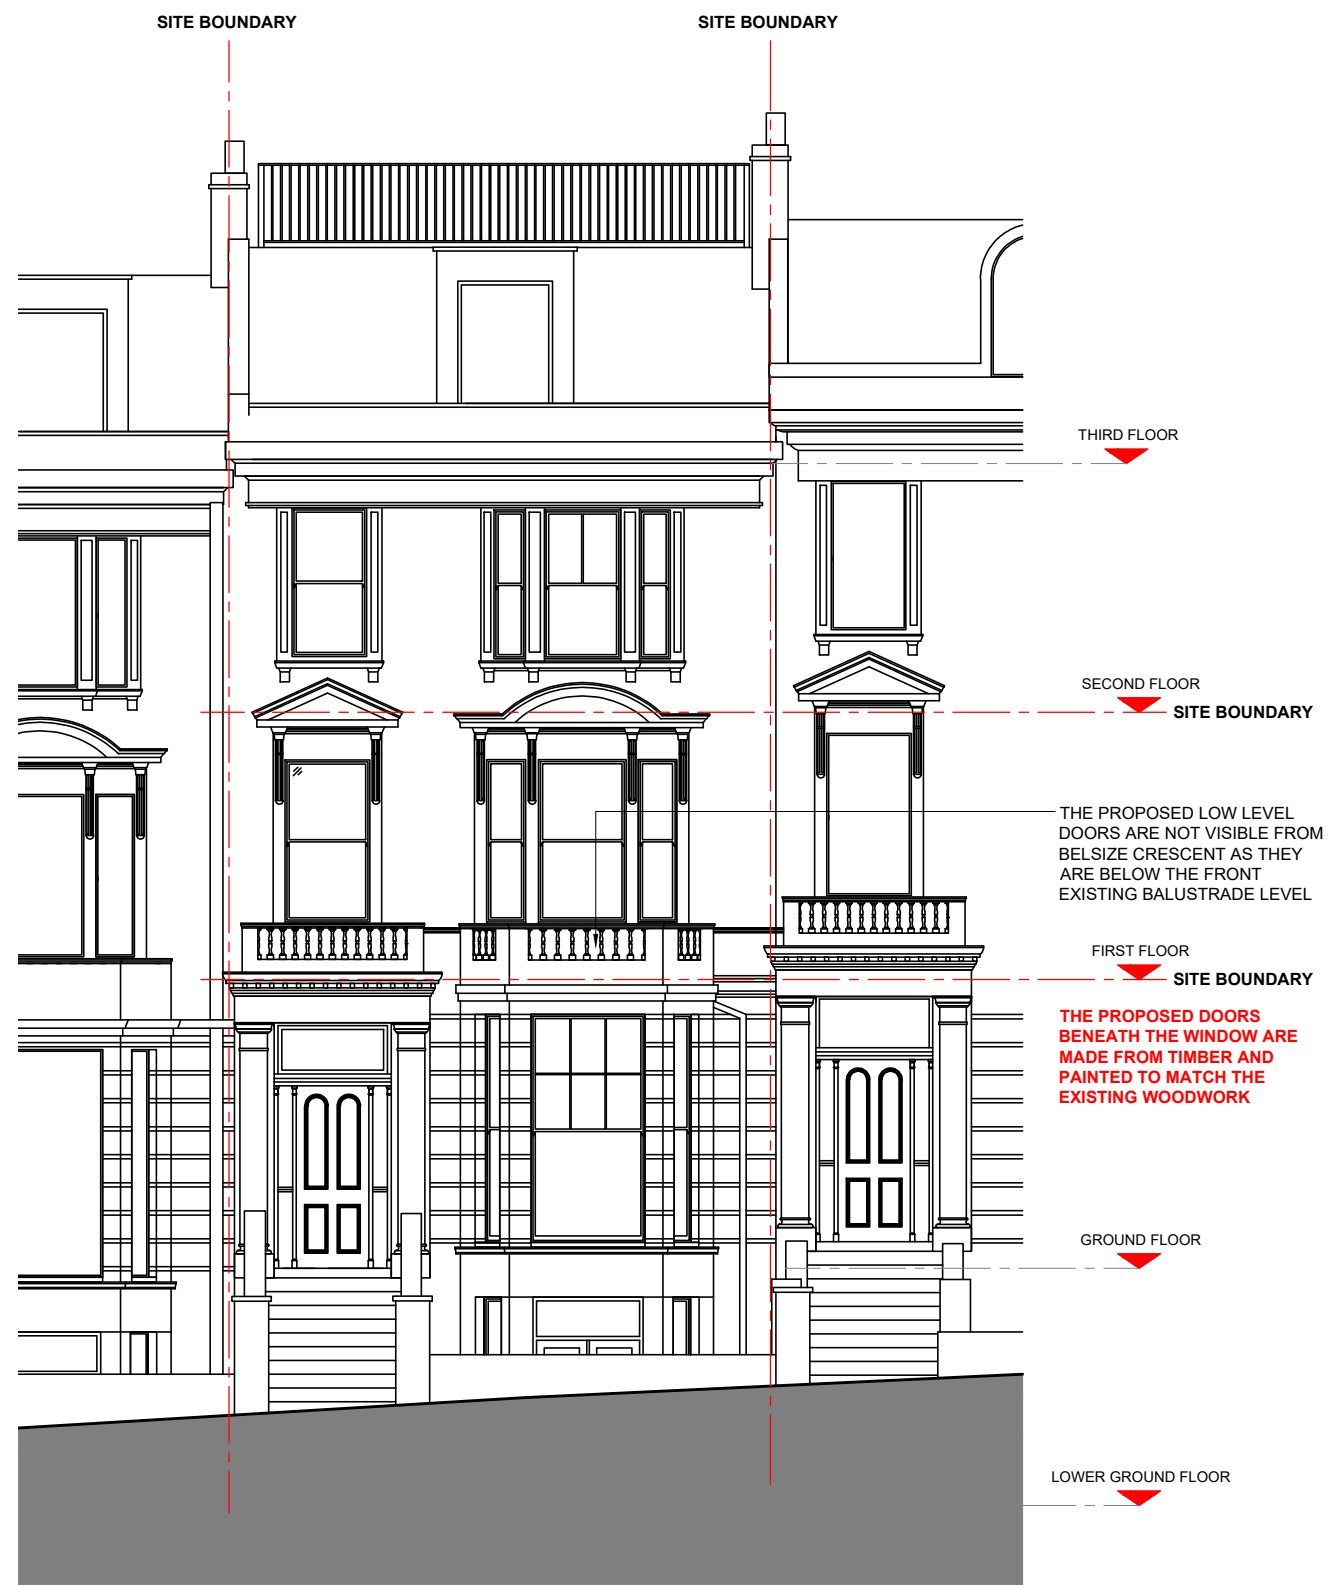 SITE BOUNDARY
SITE BOUNDARY
THIRD FLOOR
SECOND FLOOR
SITE BOUNDARY
THE PROPOSED LOW LEVEL
DOORS ARE NOT VISIBLE FROM
BELSIZE CRESCENT AS THEY
ARE BELOW THE FRONT
EXISTING BALUSTRADE LEVEL
FIRST FLOOR
SITE BOUNDARY
THE PROPOSED DOORS
BENEATH THE WINDOW ARE
MADE FROM TIMBER AND
PAINTED TO MATCH THE
EXISTING WOODWORK
GROUND FLOOR
LOWER GROUND FLOOR